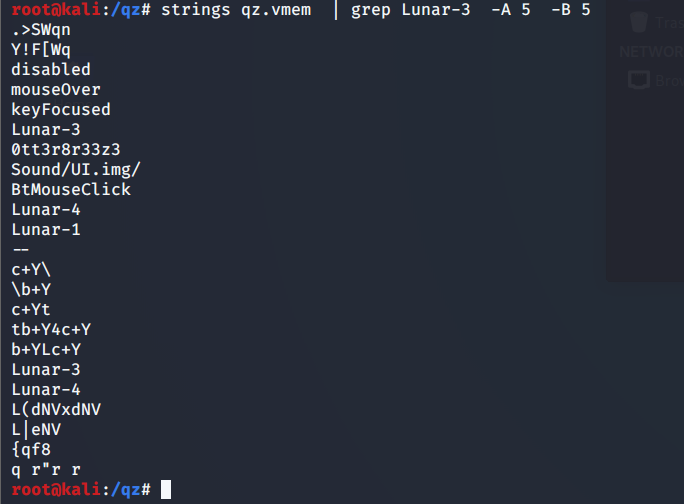 root@kali:/qz# strings qz.vmem  | grep Lunar-3  -A 5  -B 5
.>SWqn
Y!F[Wq
disabled
mouseOver
keyFocused
Lunar-3
0tt3r8r33z3
Sound/UI.img/
BtMouseClick
Lunar-4
Lunar-1
--
c+Y\
\b+Y
c+Yt
tb+Y4c+Y
b+YLc+Y
Lunar-3
Lunar-4
L(dNVxdNV
L|eNV
{qf8
q r"r r
root@kali:/qz#
Tras
NETWOR
Brow